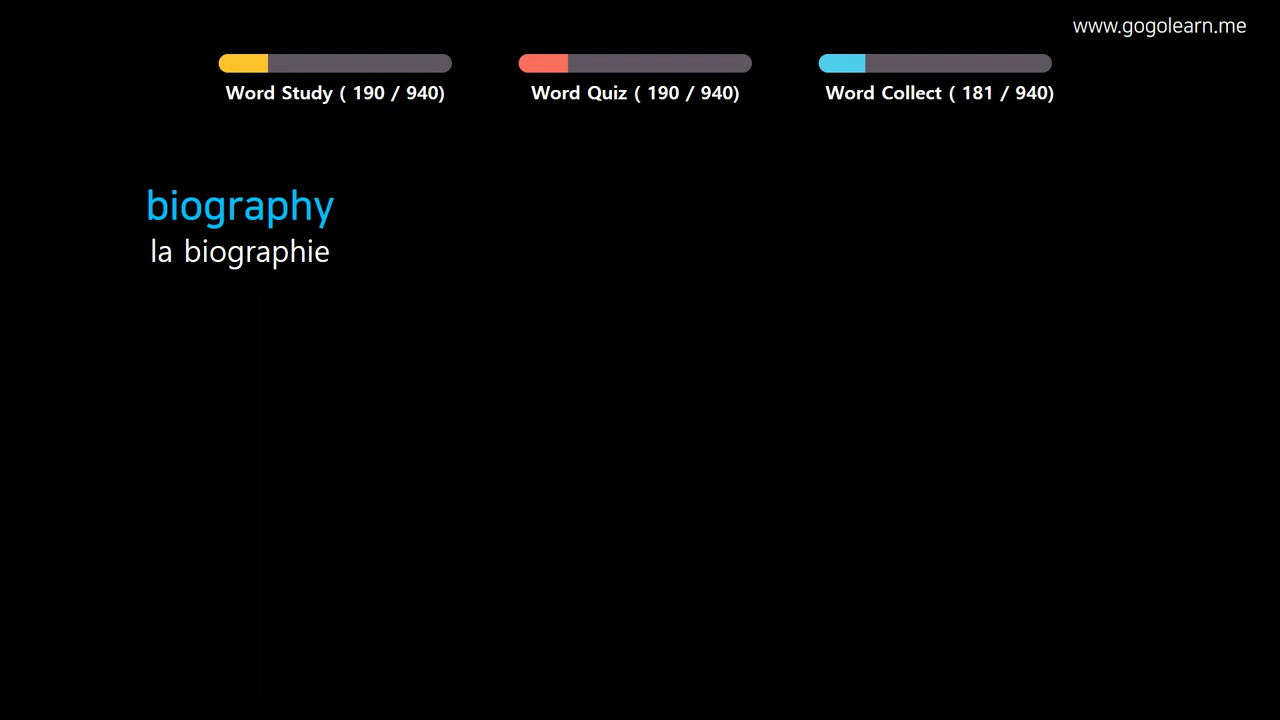 www.gogolearn.me
Word Study ( 190 / 940)
Word Quiz ( 190 / 940)
Word Collect ( 181 / 940)
biography
la biographie